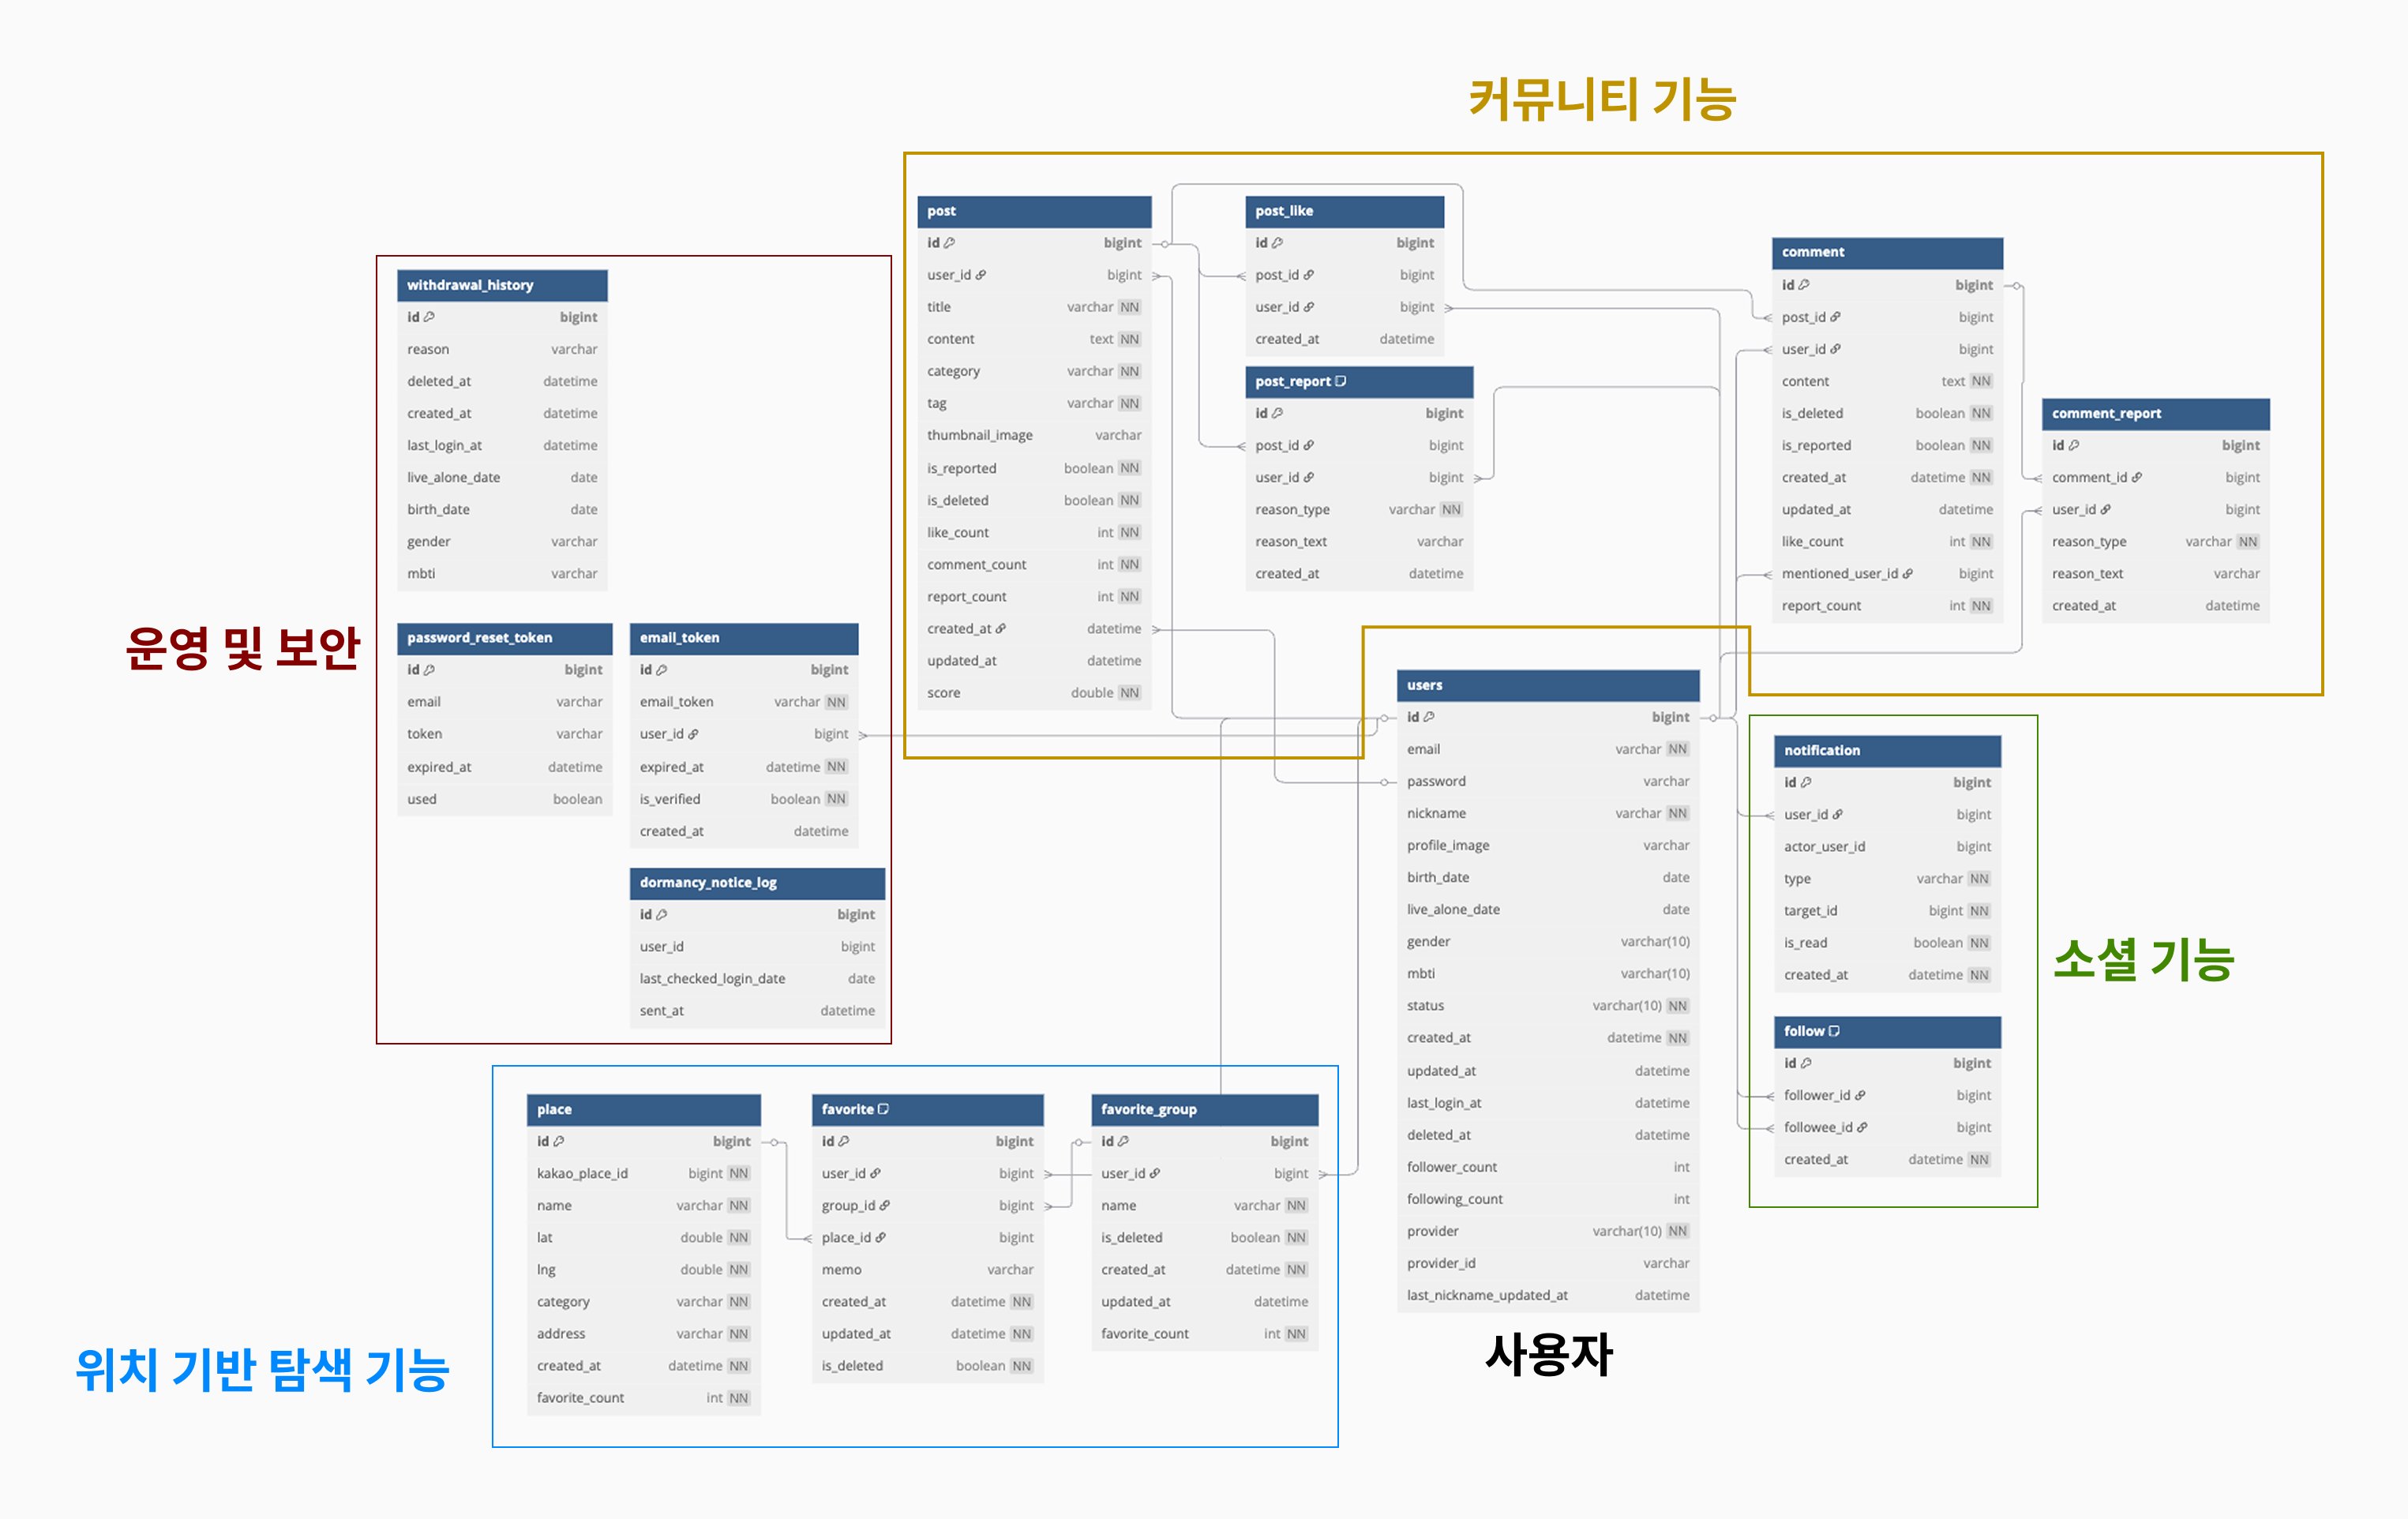 커뮤니티 기능
post
id bigint
user_id bigint
title varchar NN
content text NN
category varchar NN
tag varchar NN
thumbnail_image varchar
is_reported boolean NN
is_deleted boolean NN
like_count int NN
comment_count int NN
report_count int NN
created_at datetime
updated_at datetime
score double NN
post_like
id bigint
post_id bigint
user_id bigint
created_at datetime
post_report
id bigint
post_id bigint
user_id bigint
reason_type varchar NN
reason_text varchar
created_at datetime
comment
id bigint
post_id bigint
user_id bigint
content text NN
is_deleted boolean NN
is_reported boolean NN
created_at datetime NN
updated_at datetime
like_count int NN
mentioned_user_id bigint
report_count int NN
comment_report
id bigint
comment_id bigint
user_id bigint
reason_type varchar NN
reason_text varchar
created_at datetime
운영 및 보안
withdrawal_history
id bigint
reason varchar
deleted_at datetime
created_at datetime
last_login_at datetime
live_alone_date date
birth_date date
gender varchar
mbti varchar
password_reset_token
id bigint
email varchar
token varchar
expired_at datetime
used boolean
email_token
id bigint
email_token varchar NN
user_id bigint
expired_at datetime NN
is_verified boolean NN
created_at datetime
dormancy_notice_log
id bigint
user_id bigint
last_checked_login_date date
sent_at datetime
users
id bigint
email varchar NN
password varchar
nickname varchar NN
profile_image varchar
birth_date date
live_alone_date date
gender varchar(10)
mbti varchar(10)
status varchar(10) NN
created_at datetime NN
updated_at datetime
last_login_at datetime
deleted_at datetime
follower_count int
following_count int
provider varchar(10) NN
provider_id varchar
last_nickname_updated_at datetime
사용자
notification
id bigint
user_id bigint
actor_user_id bigint
type varchar NN
target_id bigint NN
is_read boolean NN
created_at datetime NN
소셜 기능
follow
id bigint
follower_id bigint
followee_id bigint
created_at datetime NN
위치 기반 탐색 기능
place
id bigint
kakao_place_id bigint NN
name varchar NN
lat double NN
lng double NN
category varchar NN
address varchar NN
created_at datetime NN
favorite_count int NN
favorite
id bigint
user_id bigint
group_id bigint
place_id bigint
memo varchar
created_at datetime NN
updated_at datetime NN
is_deleted boolean NN
favorite_group
id bigint
user_id bigint
name varchar NN
is_deleted boolean NN
created_at datetime NN
updated_at datetime
favorite_count int NN